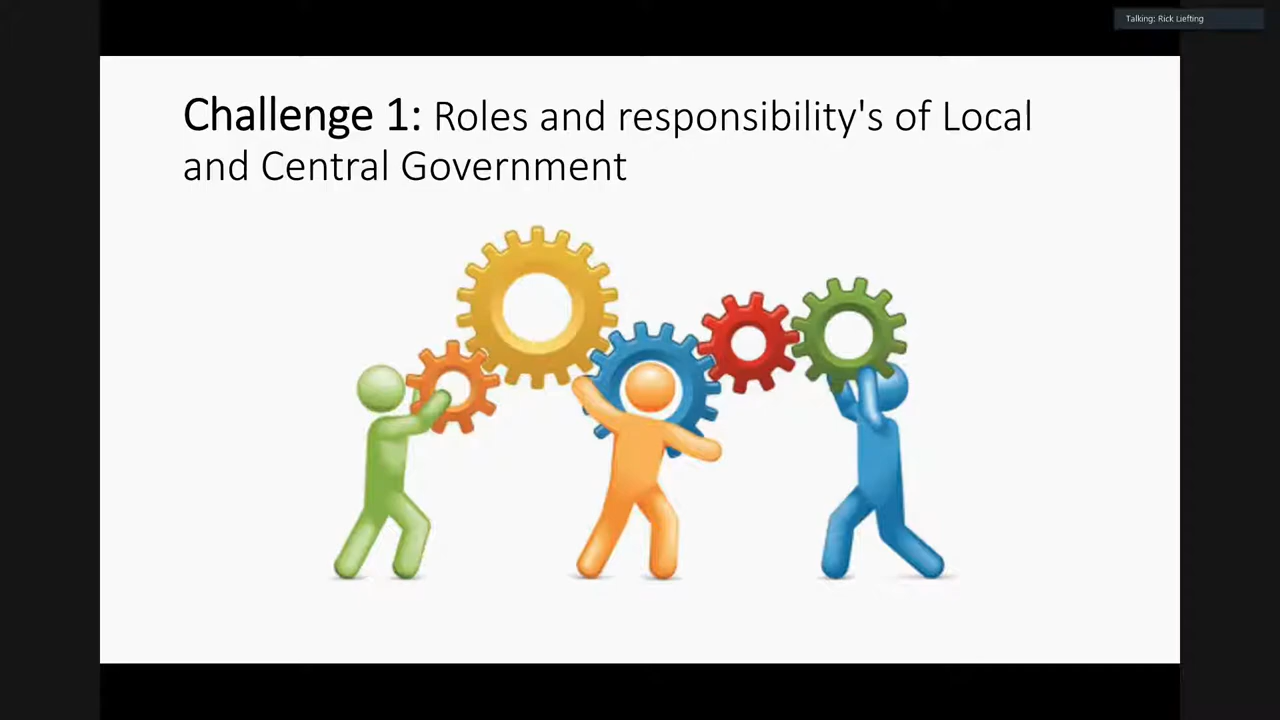 Talking: Rick Liefting
Challenge 1: Roles and responsibility's of Local
and Central Government